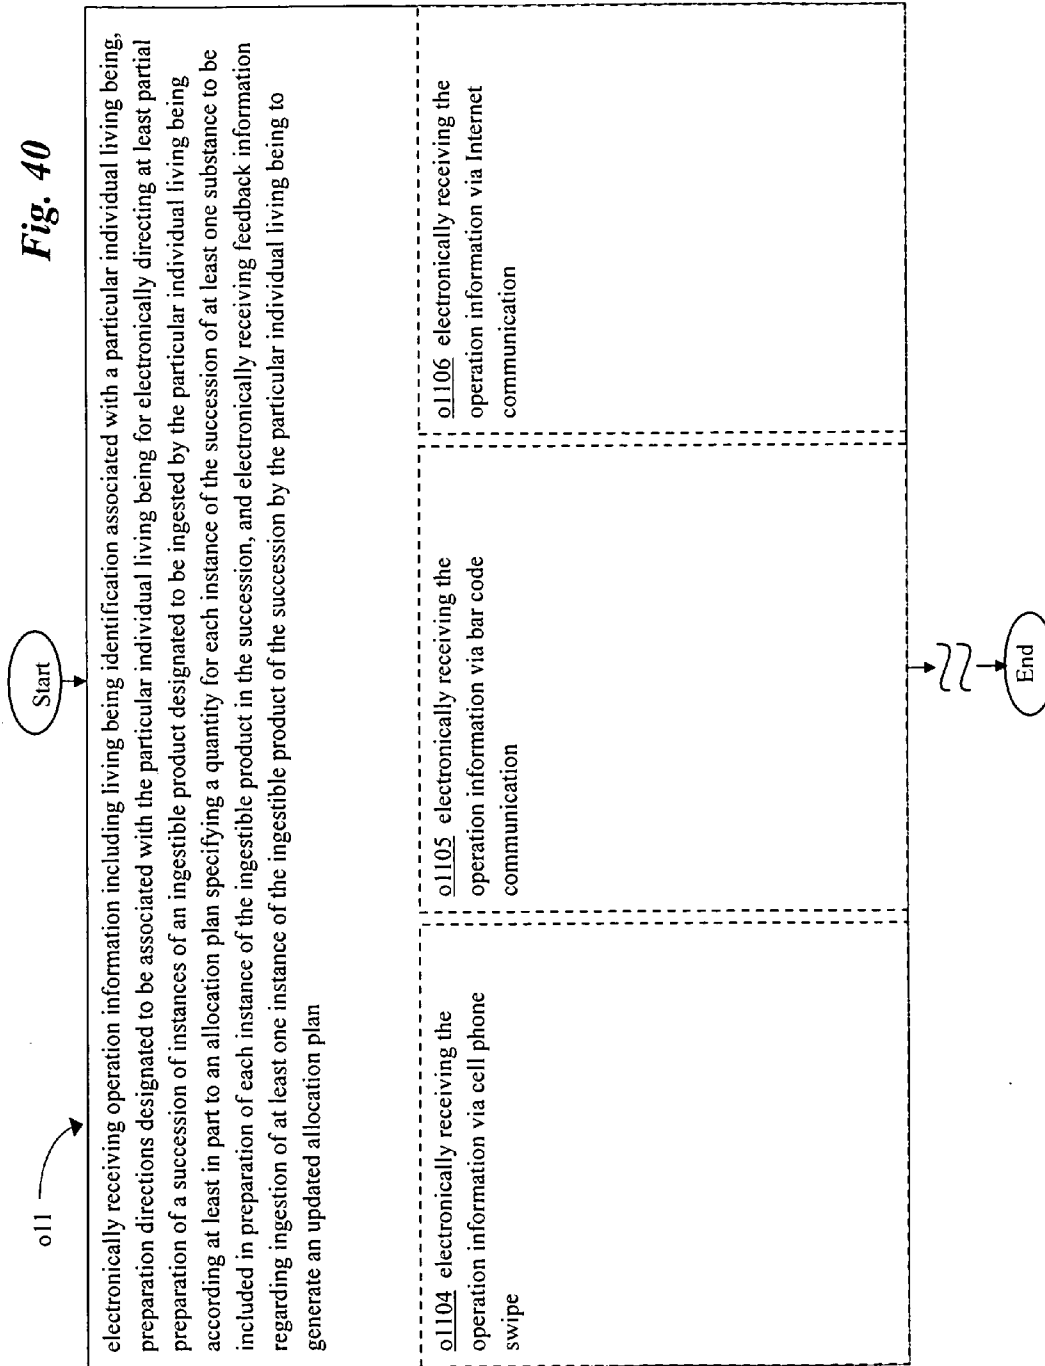 Fig. 40
Start
o11
electronically receiving operation information including living being identification associated with a particular individual living being,
preparation directions designated to be associated with the particular individual living being for electronically directing at least partial
preparation of a succession of instances of an ingestible product designated to be ingested by the particular individual living being
according at least in part to an allocation plan specifying a quantity for each instance of the succession of at least one substance to be
included in preparation of each instance of the ingestible product in the succession, and electronically receiving feedback information
regarding ingestion of at least one instance of the ingestible product of the succession by the particular individual living being to
generate an updated allocation plan
o1104 electronically receiving the
operation information via cell phone
swipe
o1105 electronically receiving the
operation information via bar code
communication
o1106 electronically receiving the
operation information via Internet
communication
End